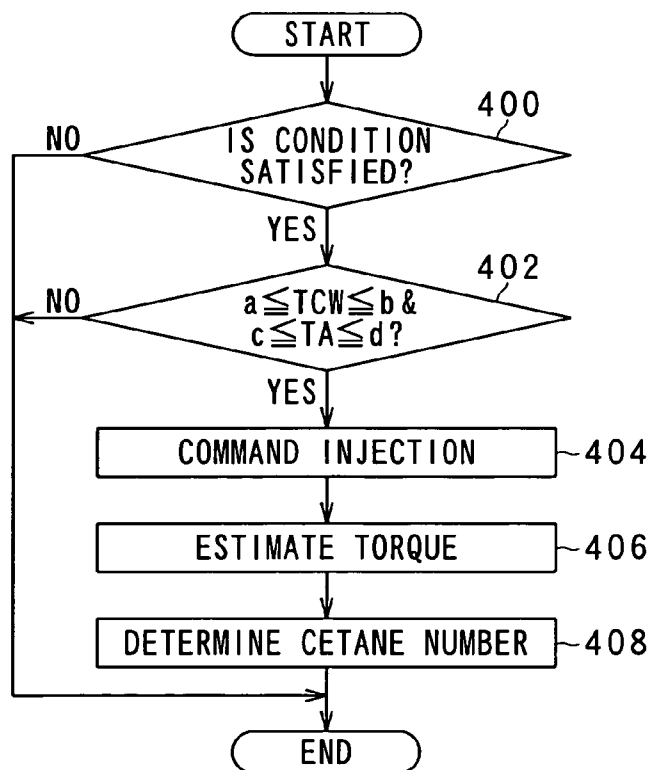 START
400
NO
IS CONDITION
SATISFIED?
YES
402
NO
a≦TCW≦b &
c≦TA≦d?
YES
COMMAND INJECTION
404
ESTIMATE TORQUE
406
DETERMINE CETANE NUMBER
408
END